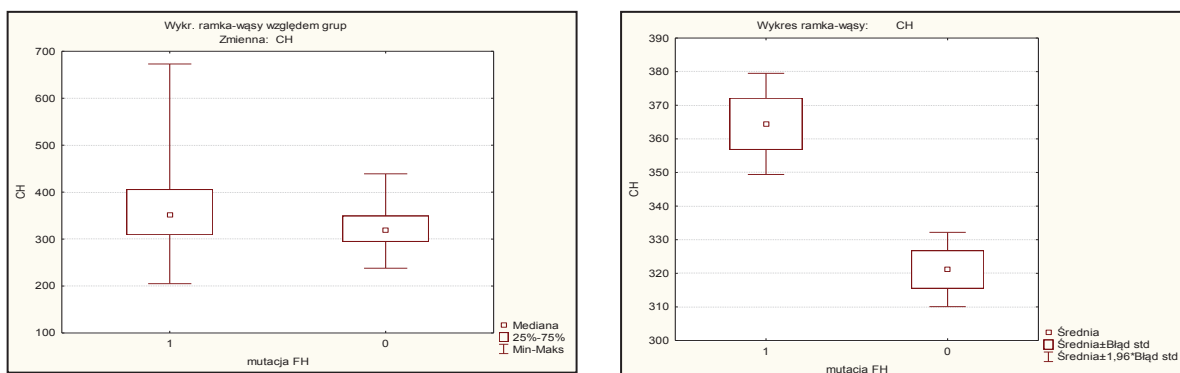 Wykr. ramka-wąsy względem grup
Zmienna: CH
700
600
500
400
300
200
100
CH
1
0
mutacja FH
Mediana
25%-75%
Min-Maks
Wykres ramka-wąsy: CH
390
380
370
360
350
340
330
320
310
300
CH
1
0
mutacja FH
Średnia
Średnia±Błąd std
Średnia±1,96*Błąd std